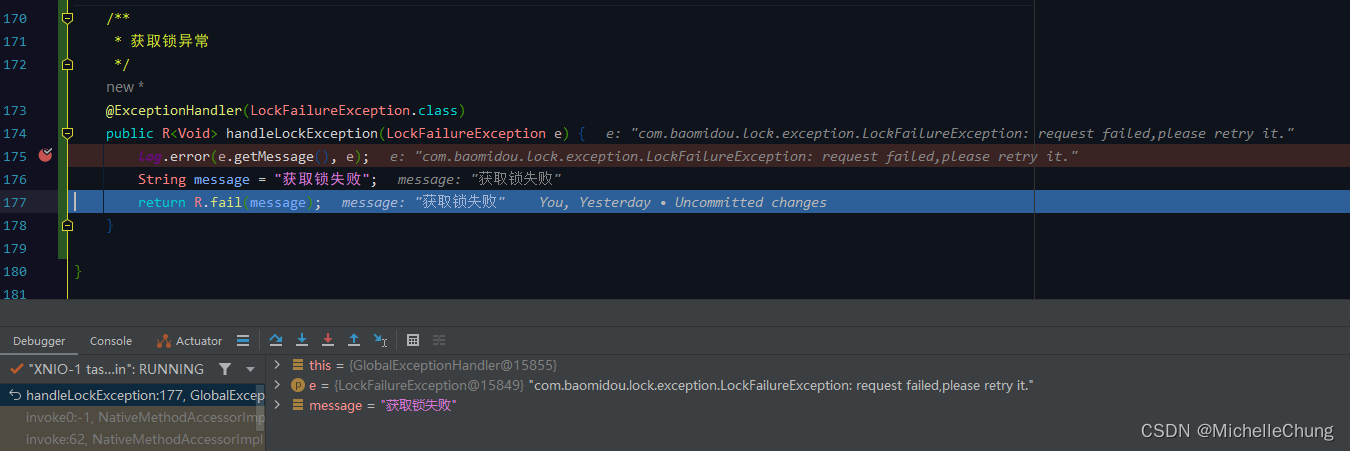 170 /**
171 * 获取锁异常
172 */
new *
173 @ExceptionHandler(LockFailureException.class)
174 public R<Void> handleLockException(LockFailureException e) { e: "com.baomidou.lock.exception.LockFailureException: request failed,please retry it."
175 log.error(e.getMessage(), e); e: "com.baomidou.lock.exception.LockFailureException: request failed,please retry it."
176 String message = "获取锁失败"; message: "获取锁失败"
177 return R.fail(message); message: "获取锁失败" You, Yesterday • Uncommitted changes
178 }
179
180 }
181
Debugger Console Actuator
"XNIO-1 tas...in": RUNNING
this = {GlobalExceptionHandler@15855}
handleLockException:177, GlobalExcep
e = {LockFailureException@15849} "com.baomidou.lock.exception.LockFailureException: request failed,please retry it."
invoke0:-1, NativeMethodAccessorImp
message = "获取锁失败"
invoke:62, NativeMethodAccessorImpl
CSDN @MichelleChung